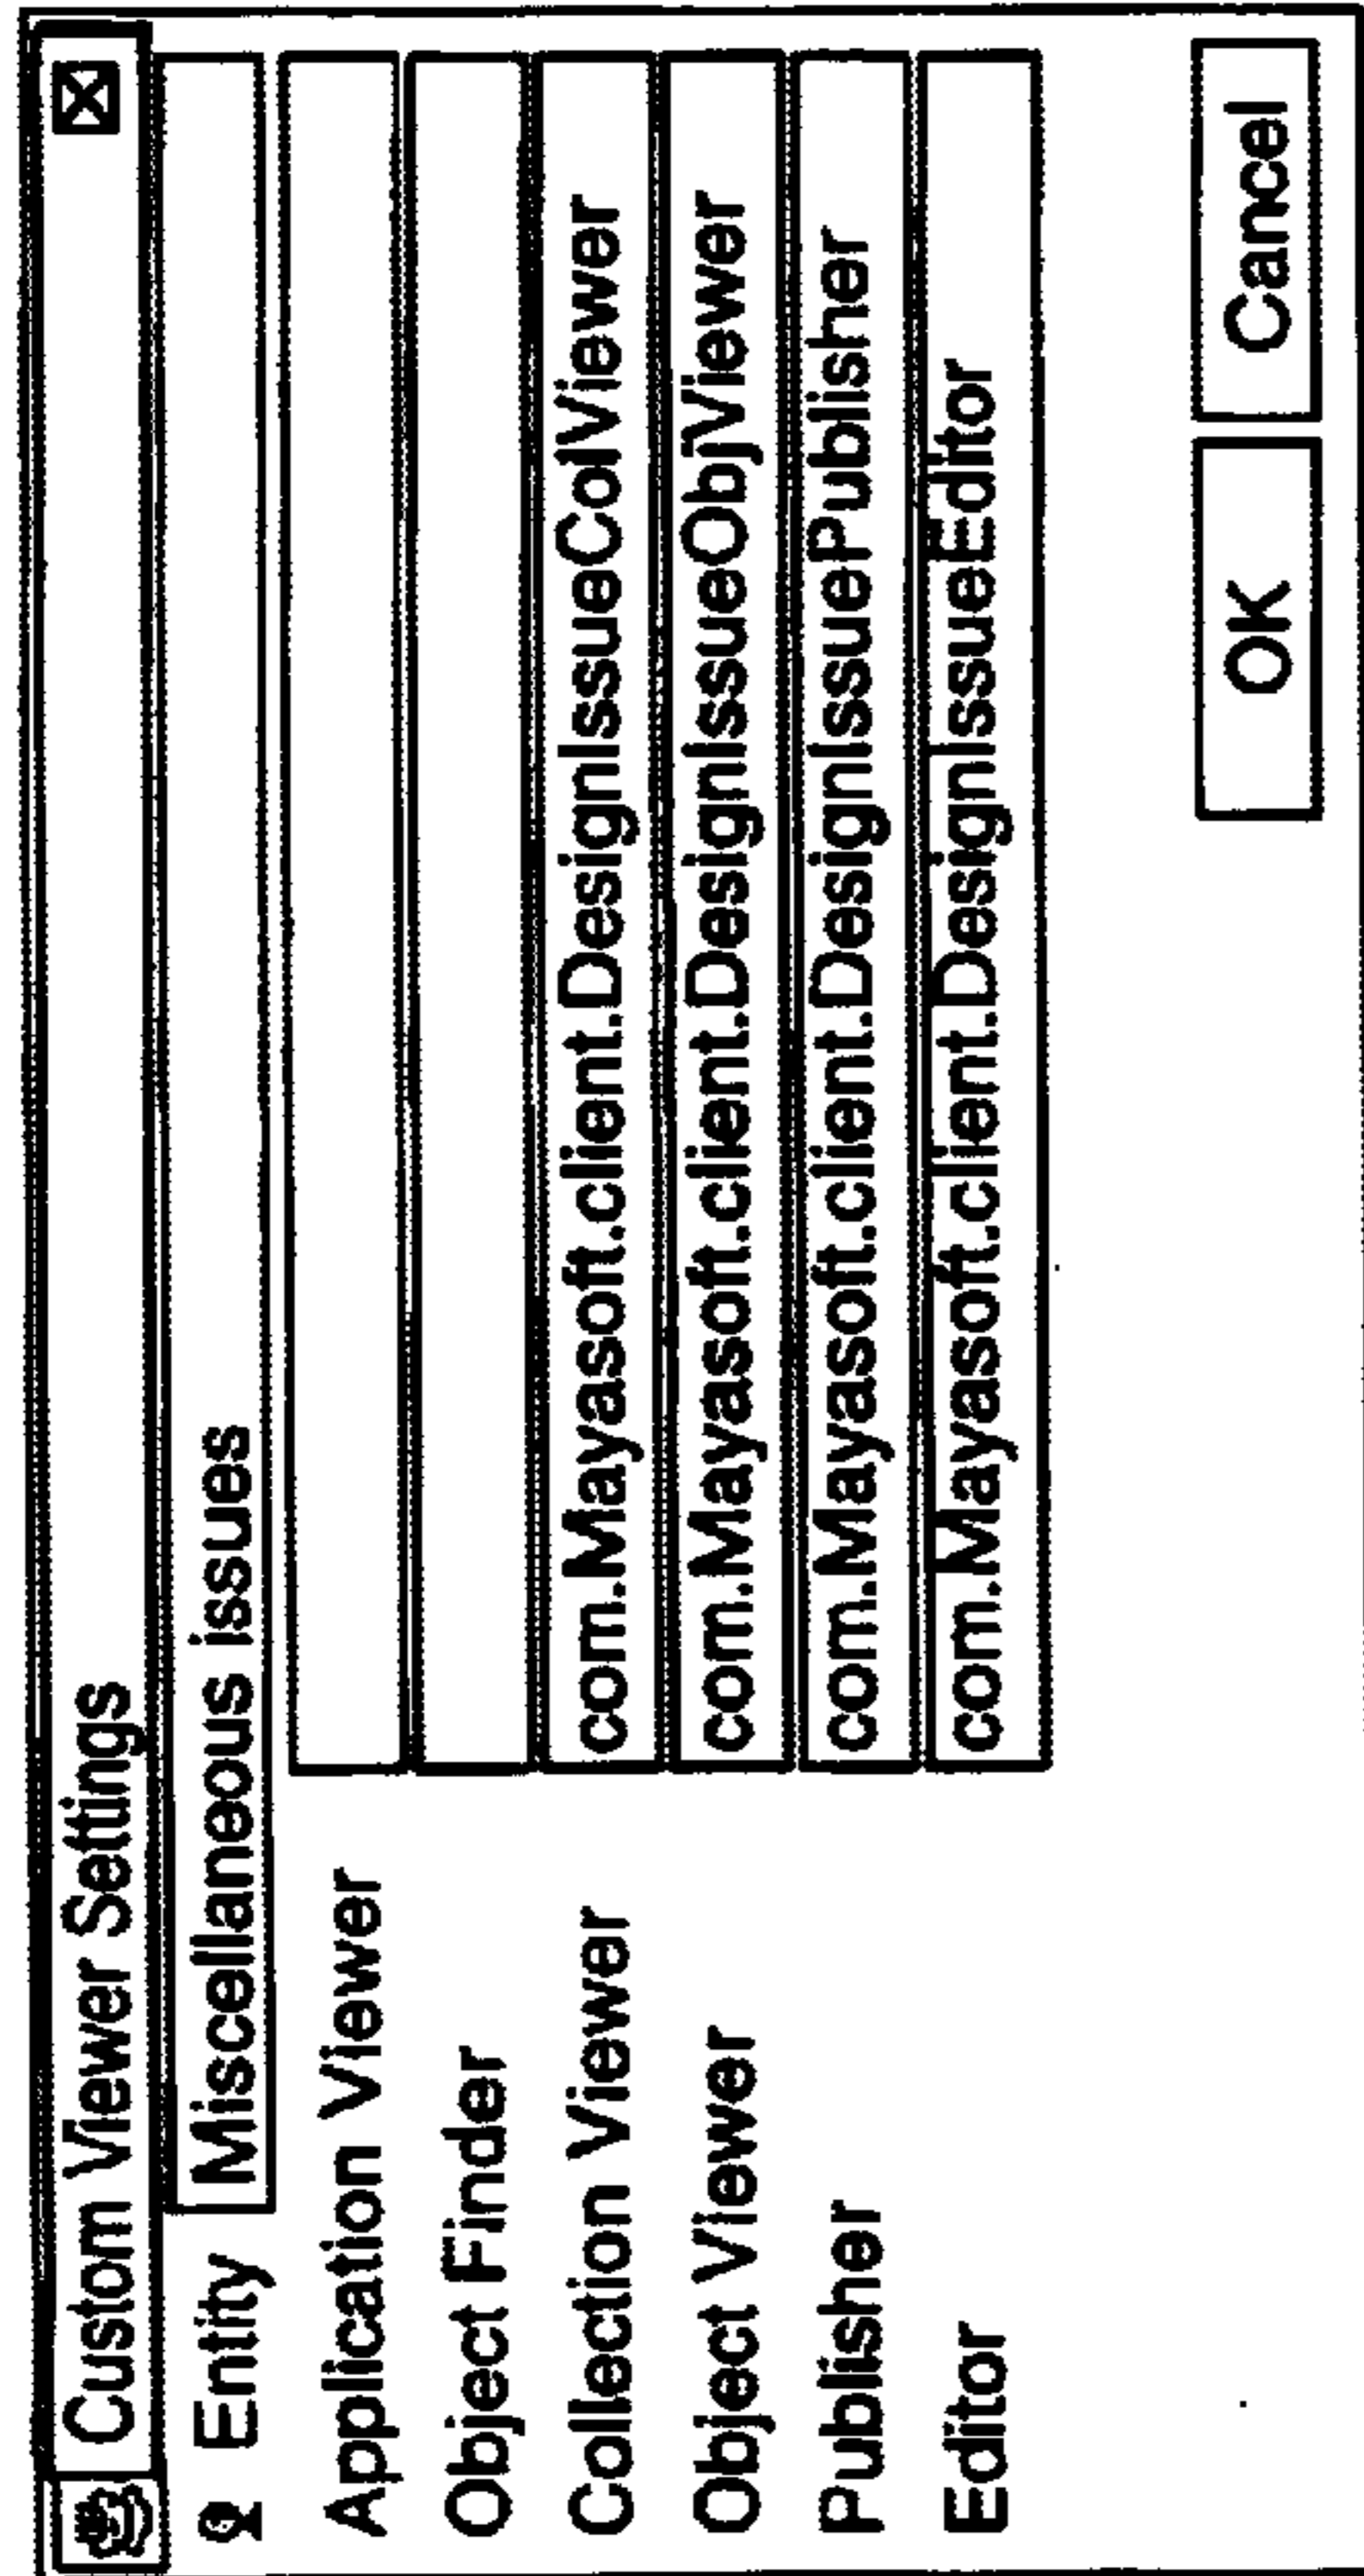 Custom Viewer Settings
Entity Miscellaneous issues
Application Viewer
Object Finder
Collection Viewer com.Mayasoft.client.DesignIssueColViewer
Object Viewer com.Mayasoft.client.DesignIssueObjViewer
Publisher com.Mayasoft.client.DesignIssuePublisher
Editor com.Mayasoft.client.DesignIssueEditor
OK Cancel